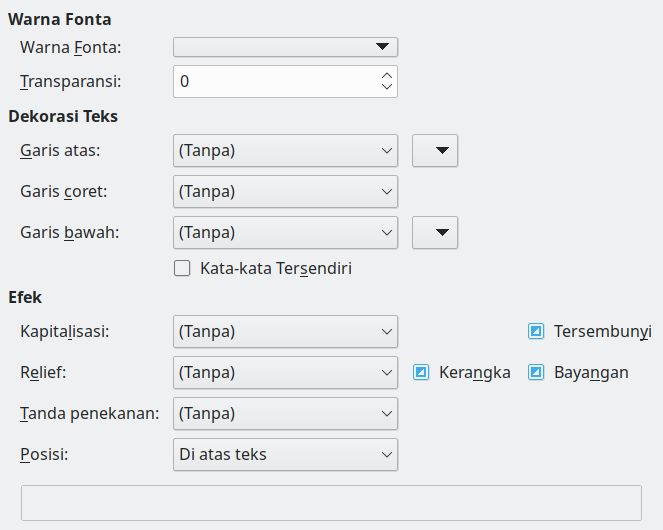 Warna Fonta
Warna Fonta:
Transparansi: 0
Dekorasi Teks
Garis atas: (Tanpa)
Garis coret: (Tanpa)
Garis bawah: (Tanpa)
Kata-kata Tersendiri
Efek
Kapitalisasi: (Tanpa) Tersembunyi
Relief: (Tanpa) Kerangka Bayangan
Tanda penekanan: (Tanpa)
Posisi: Di atas teks